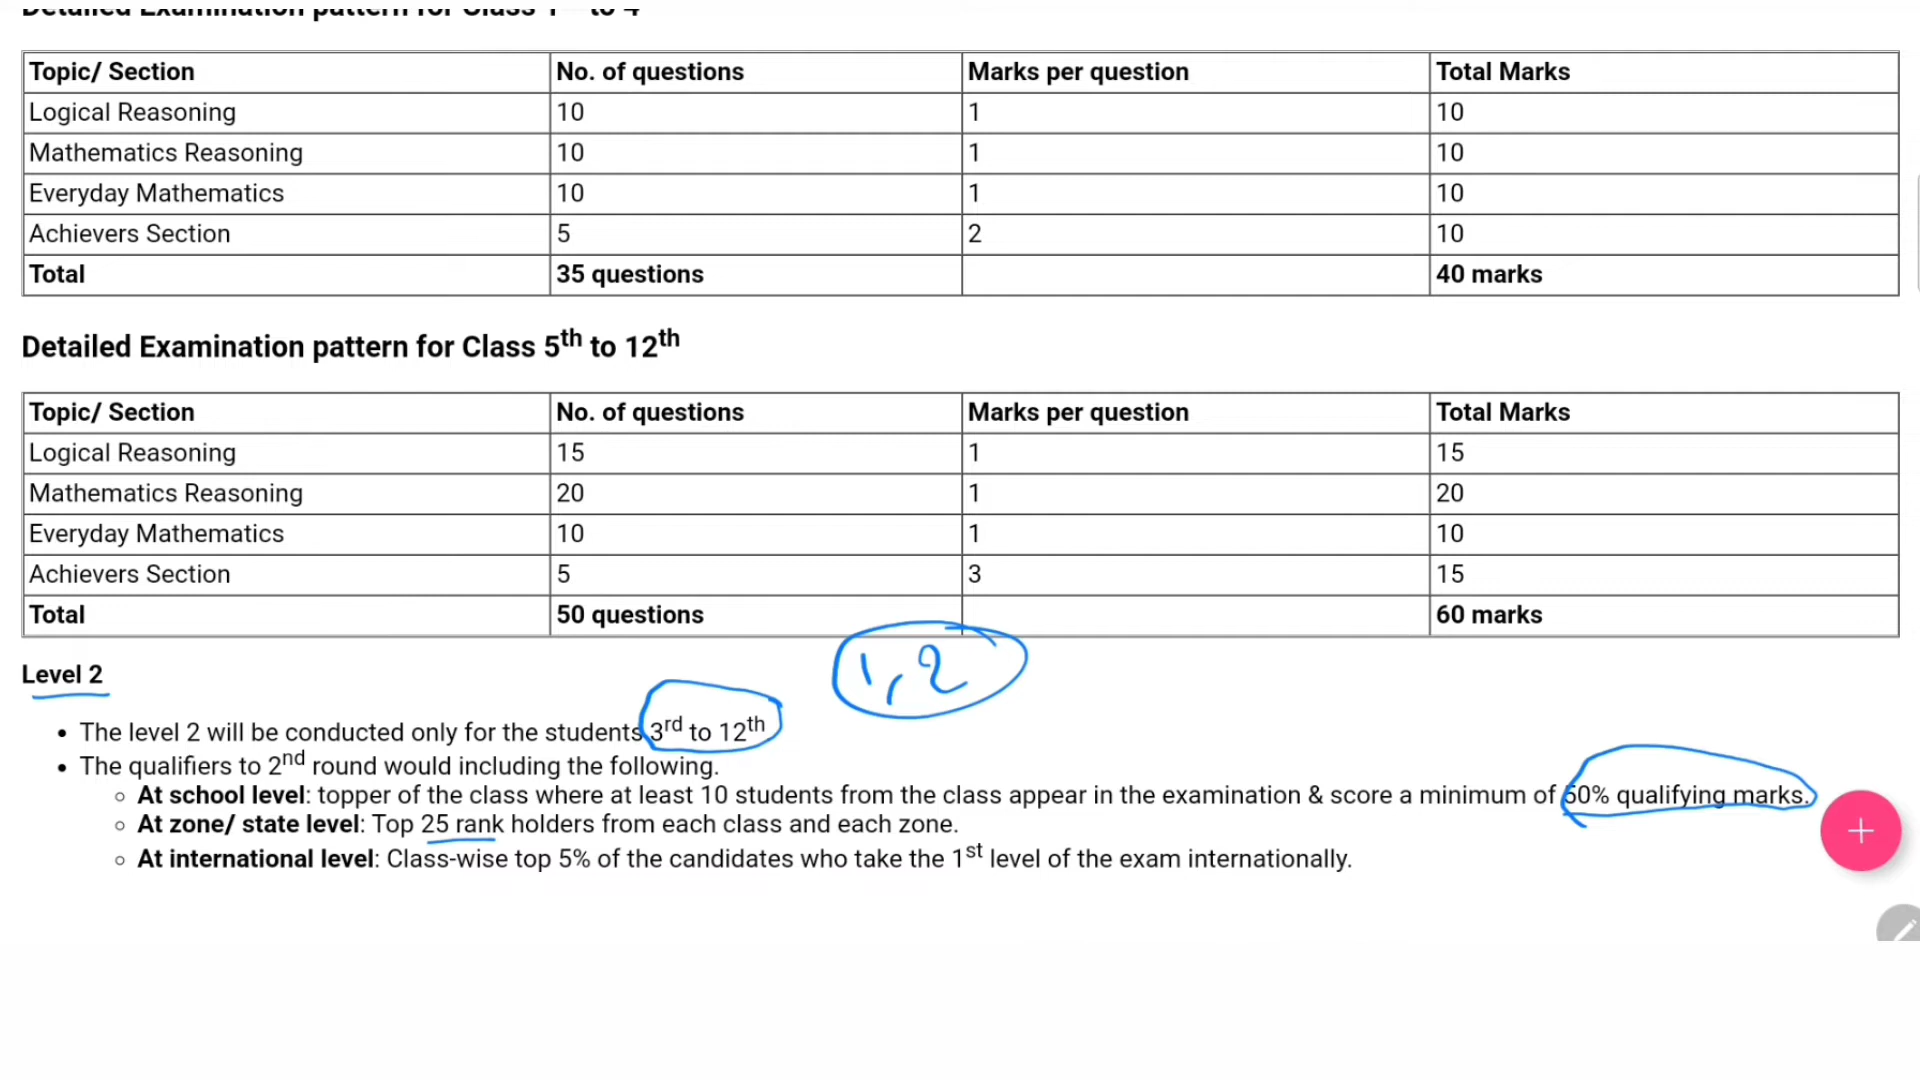 Detailed Examination pattern for Class 1st to 4
Topic/ Section No. of questions Marks per question Total Marks
Logical Reasoning 10 1 10
Mathematics Reasoning 10 1 10
Everyday Mathematics 10 1 10
Achievers Section 5 2 10
Total 35 questions 40 marks
Detailed Examination pattern for Class 5th to 12th
Topic/ Section No. of questions Marks per question Total Marks
Logical Reasoning 15 1 15
Mathematics Reasoning 20 1 20
Everyday Mathematics 10 1 10
Achievers Section 5 3 15
Total 50 questions 60 marks
1, 2
Level 2
• The level 2 will be conducted only for the students 3rd to 12th
• The qualifiers to 2nd round would including the following.
◦ At school level: topper of the class where at least 10 students from the class appear in the examination & score a minimum of 50% qualifying marks.
◦ At zone/ state level: Top 25 rank holders from each class and each zone.
◦ At international level: Class-wise top 5% of the candidates who take the 1st level of the exam internationally.